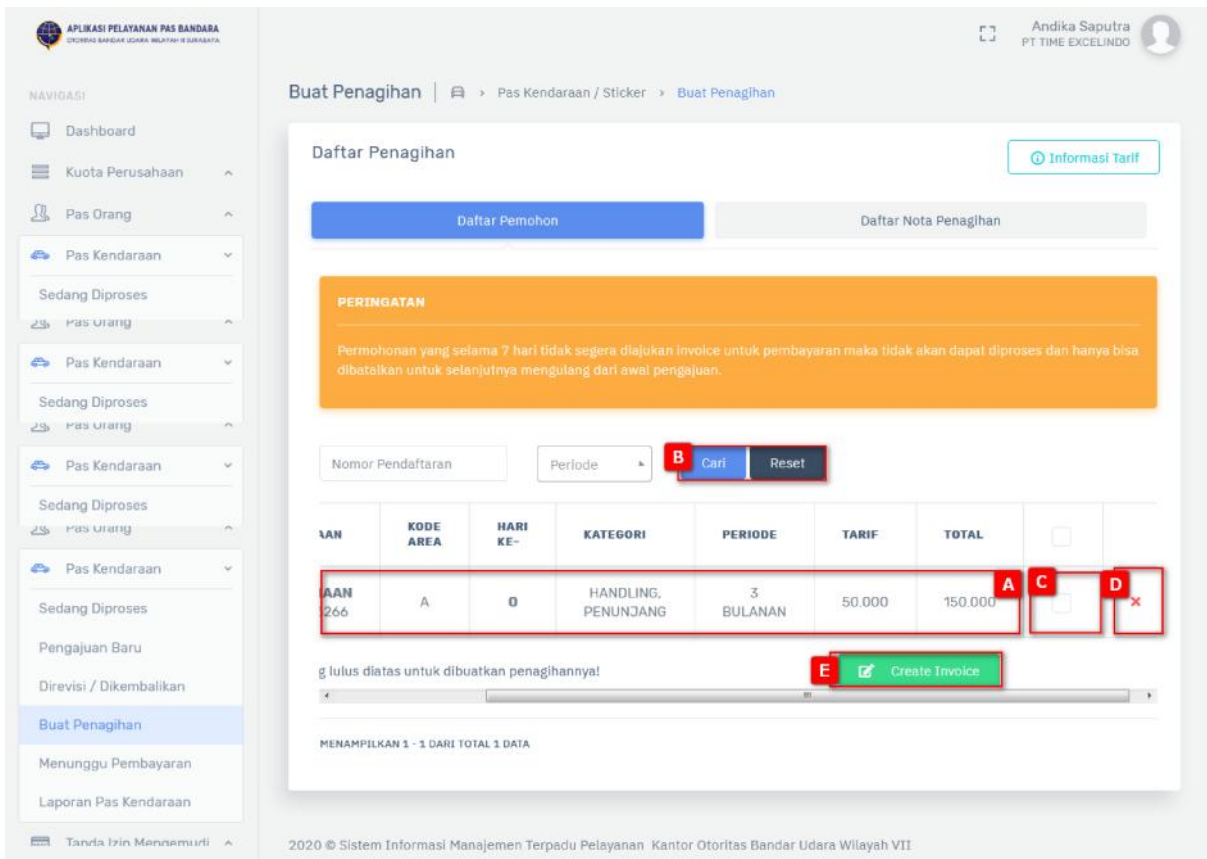 APLIKASI PELAYANAN PAS BANDARA
OTORITAS BANDAR UDARA WILAYAH III SURABAYA
Andika Saputra
PT TIME EXCELINDO
NAVIGASI
Dashboard
Kuota Perusahaan
Pas Orang
Pas Kendaraan
Sedang Diproses
Pas Orang
Pas Kendaraan
Sedang Diproses
Pas Orang
Pas Kendaraan
Sedang Diproses
Pas Orang
Pas Kendaraan
Sedang Diproses
Pengajuan Baru
Direvisi / Dikembalikan
Buat Penagihan
Menunggu Pembayaran
Laporan Pas Kendaraan
Tanda Izin Mengemudi
Buat Penagihan | > Pas Kendaraan / Sticker > Buat Penagihan
Daftar Penagihan
Informasi Tarif
Daftar Pemohon
Daftar Nota Penagihan
PERINGATAN
Permohonan yang selama 7 hari tidak segera diajukan invoice untuk pembayaran maka tidak akan dapat diproses dan hanya bisa
dibatalkan untuk selanjutnya mengulang dari awal pengajuan.
Nomor Pendaftaran
Periode
B
Cari
Reset
AAN
KODE AREA
HARI KE-
KATEGORI
PERIODE
TARIF
TOTAL
A
C
D
AAN
266
A
0
HANDLING,
PENUNJANG
3
BULANAN
50.000
150.000
×
g lulus diatas untuk dibuatkan penagihannya!
E
Create Invoice
MENAMPILKAN 1 - 1 DARI TOTAL 1 DATA
2020 © Sistem Informasi Manajemen Terpadu Pelayanan Kantor Otoritas Bandar Udara Wilayah VII